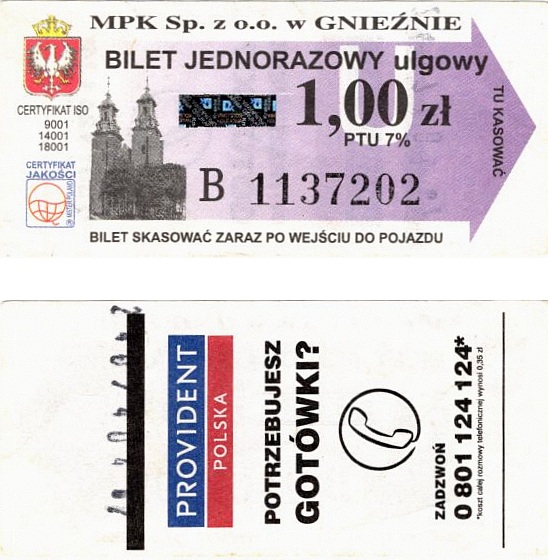 MPK Sp. z o.o. w GNIEŹNIE
BILET JEDNORAZOWY ulgowy
CERTYFIKAT ISO
9001
14001
18001
CERTYFIKAT
JAKOŚCI
1,00 zł
PTU 7%
U
B 1137202
TU KASOWAĆ
BILET SKASOWAĆ ZARAZ PO WEJŚCIU DO POJAZDU
PROVIDENT
POLSKA
POTRZEBUJESZ
GOTÓWKI?
ZADZWOŃ
0 801 124 124*
*koszt całej rozmowy telefonicznej wynosi 0,35 zł